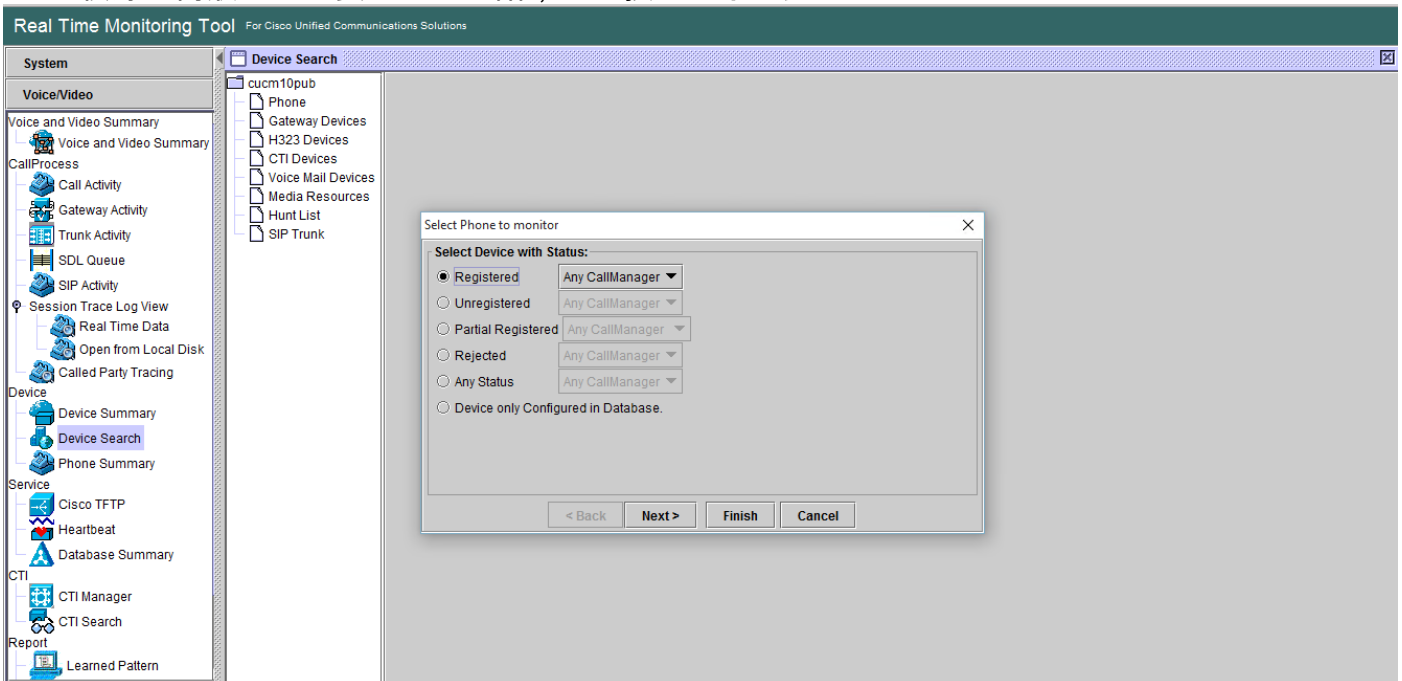 Real Time Monitoring Tool For Cisco Unified Communications Solutions
System
Voice/Video
Voice and Video Summary
Voice and Video Summary
CallProcess
Call Activity
Gateway Activity
Trunk Activity
SDL Queue
SIP Activity
Session Trace Log View
Real Time Data
Open from Local Disk
Called Party Tracing
Device
Device Summary
Device Search
Phone Summary
Service
Cisco TFTP
Heartbeat
Database Summary
CTI
CTI Manager
CTI Search
Report
Learned Pattern
Device Search
cucm10pub
Phone
Gateway Devices
H323 Devices
CTI Devices
Voice Mail Devices
Media Resources
Hunt List
SIP Trunk
Select Phone to monitor
Select Device with Status:
Registered Any CallManager
Unregistered Any CallManager
Partial Registered Any CallManager
Rejected Any CallManager
Any Status Any CallManager
Device only Configured in Database.
< Back Next > Finish Cancel